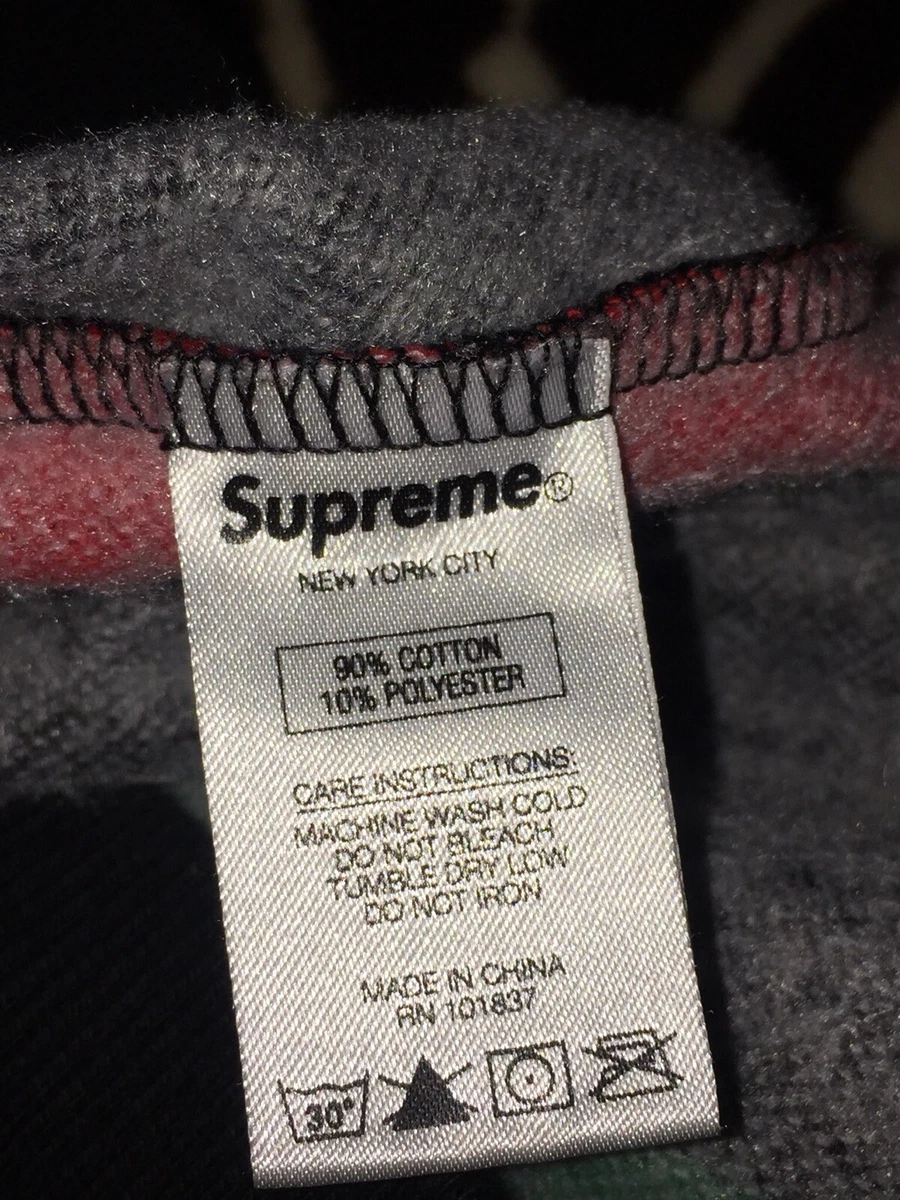 Supreme®
NEW YORK CITY
90% COTTON
10% POLYESTER
CARE INSTRUCTIONS:
MACHINE WASH COLD
DO NOT BLEACH
TUMBLE DRY LOW
DO NOT IRON
MADE IN CHINA
RN 101837
30°